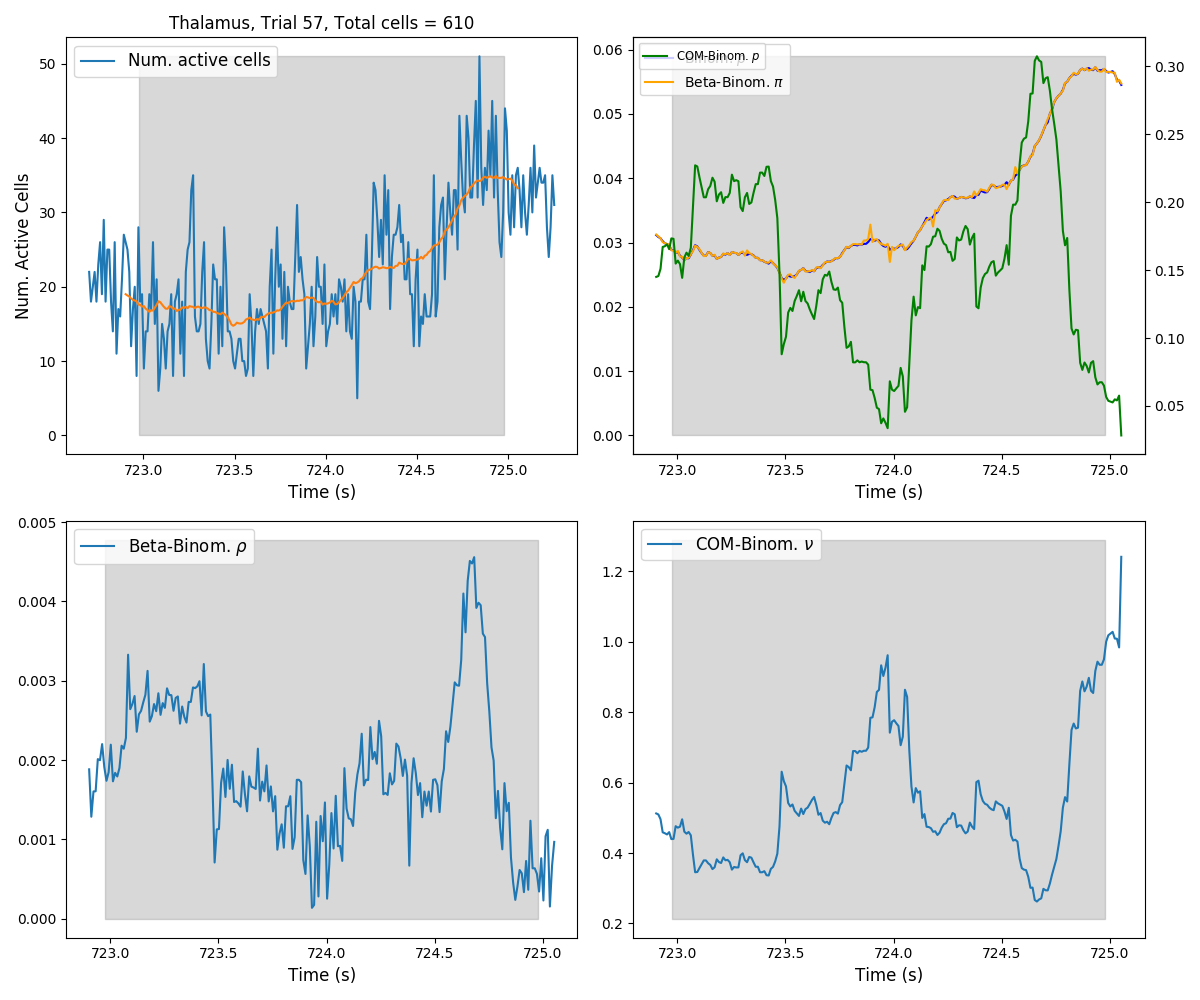 Thalamus, Trial 57, Total cells = 610
Num. active cells
50
40
30
20
10
0
Num. Active Cells
723.0 723.5 724.0 724.5 725.0
Time (s)
COM-Binom. p
Beta-Binom. π
0.06
0.05
0.04
0.03
0.02
0.01
0.00
0.30
0.25
0.20
0.15
0.10
0.05
723.0 723.5 724.0 724.5 725.0
Time (s)
Beta-Binom. ρ
0.005
0.004
0.003
0.002
0.001
0.000
723.0 723.5 724.0 724.5 725.0
Time (s)
COM-Binom. ν
1.2
1.0
0.8
0.6
0.4
0.2
723.0 723.5 724.0 724.5 725.0
Time (s)